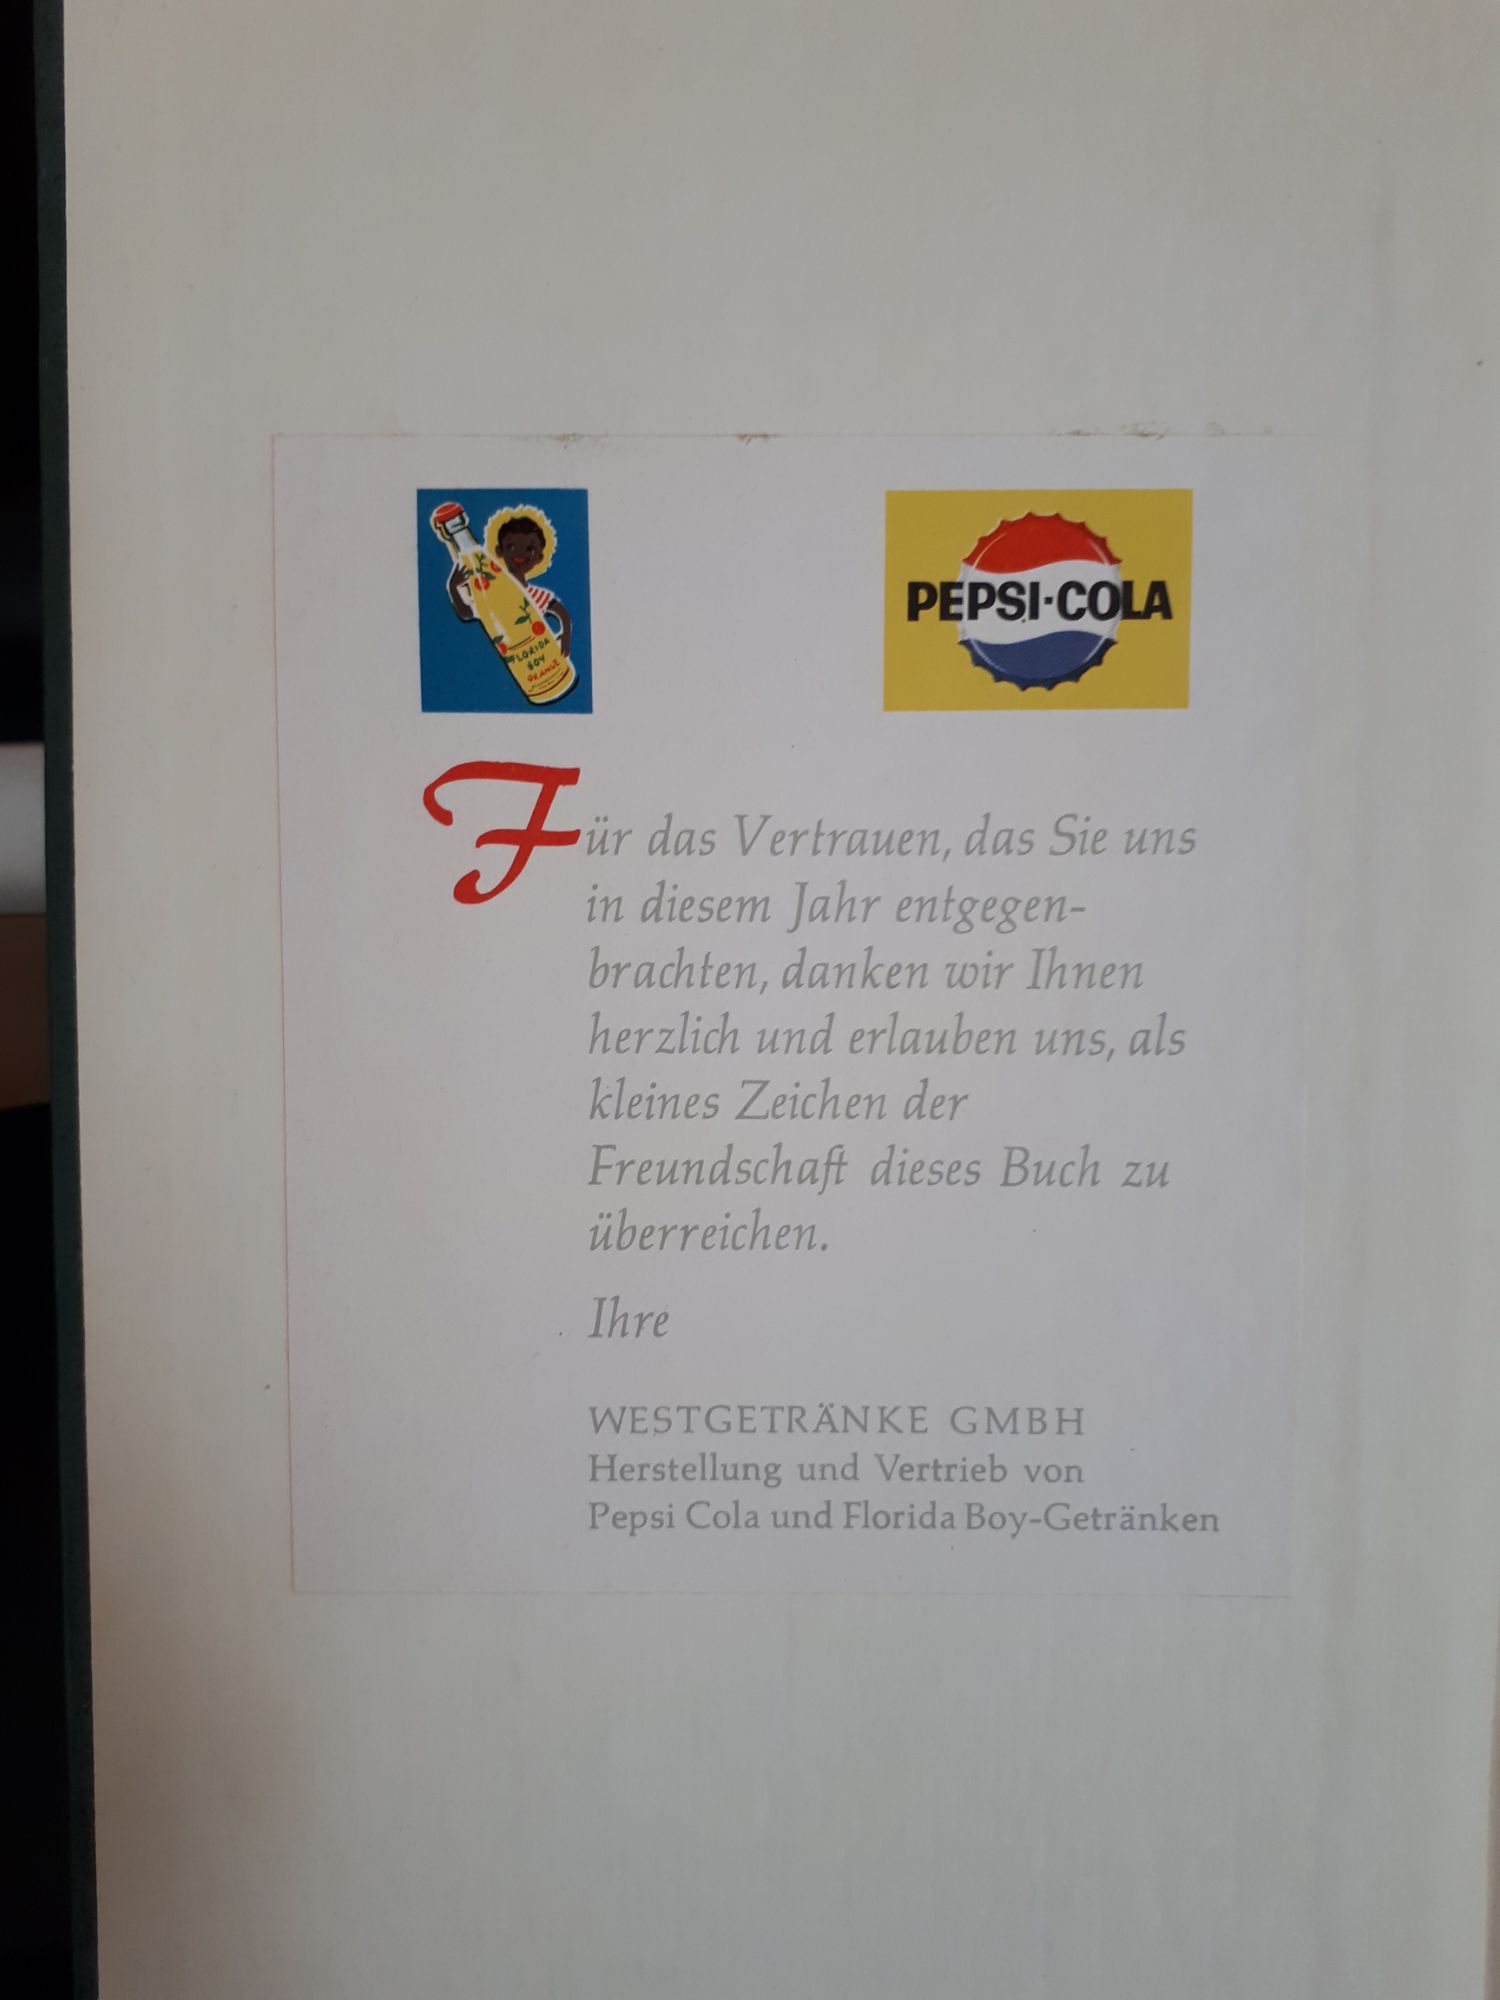 FLORIDA
BOY
ORANGE
PEPSI·COLA
Für das Vertrauen, das Sie uns
in diesem Jahr entgegen-
brachten, danken wir Ihnen
herzlich und erlauben uns, als
kleines Zeichen der
Freundschaft dieses Buch zu
überreichen.
Ihre
WESTGETRÄNKE GMBH
Herstellung und Vertrieb von
Pepsi Cola und Florida Boy-Getränken